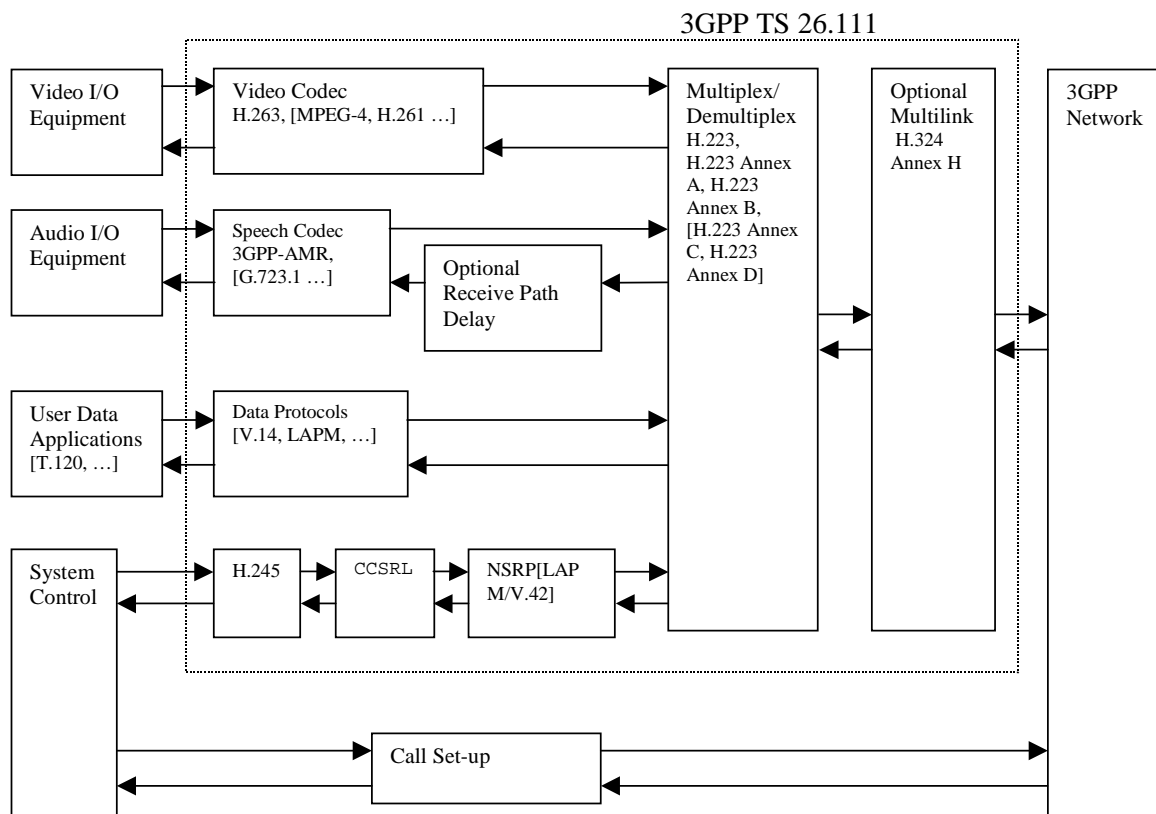 3GPP TS 26.111
Video I/O
Equipment
Video Codec
H.263, [MPEG-4, H.261 …]
Multiplex/
Demultiplex
H.223,
H.223 Annex
A, H.223
Annex B,
[H.223 Annex
C, H.223
Annex D]
Optional
Multilink
H.324
Annex H
3GPP
Network
Audio I/O
Equipment
Speech Codec
3GPP-AMR,
[G.723.1 …]
Optional
Receive Path
Delay
User Data
Applications
[T.120, …]
Data Protocols
[V.14, LAPM, …]
System
Control
H.245
CCSRL
NSRP[LAP
M/V.42]
Call Set-up